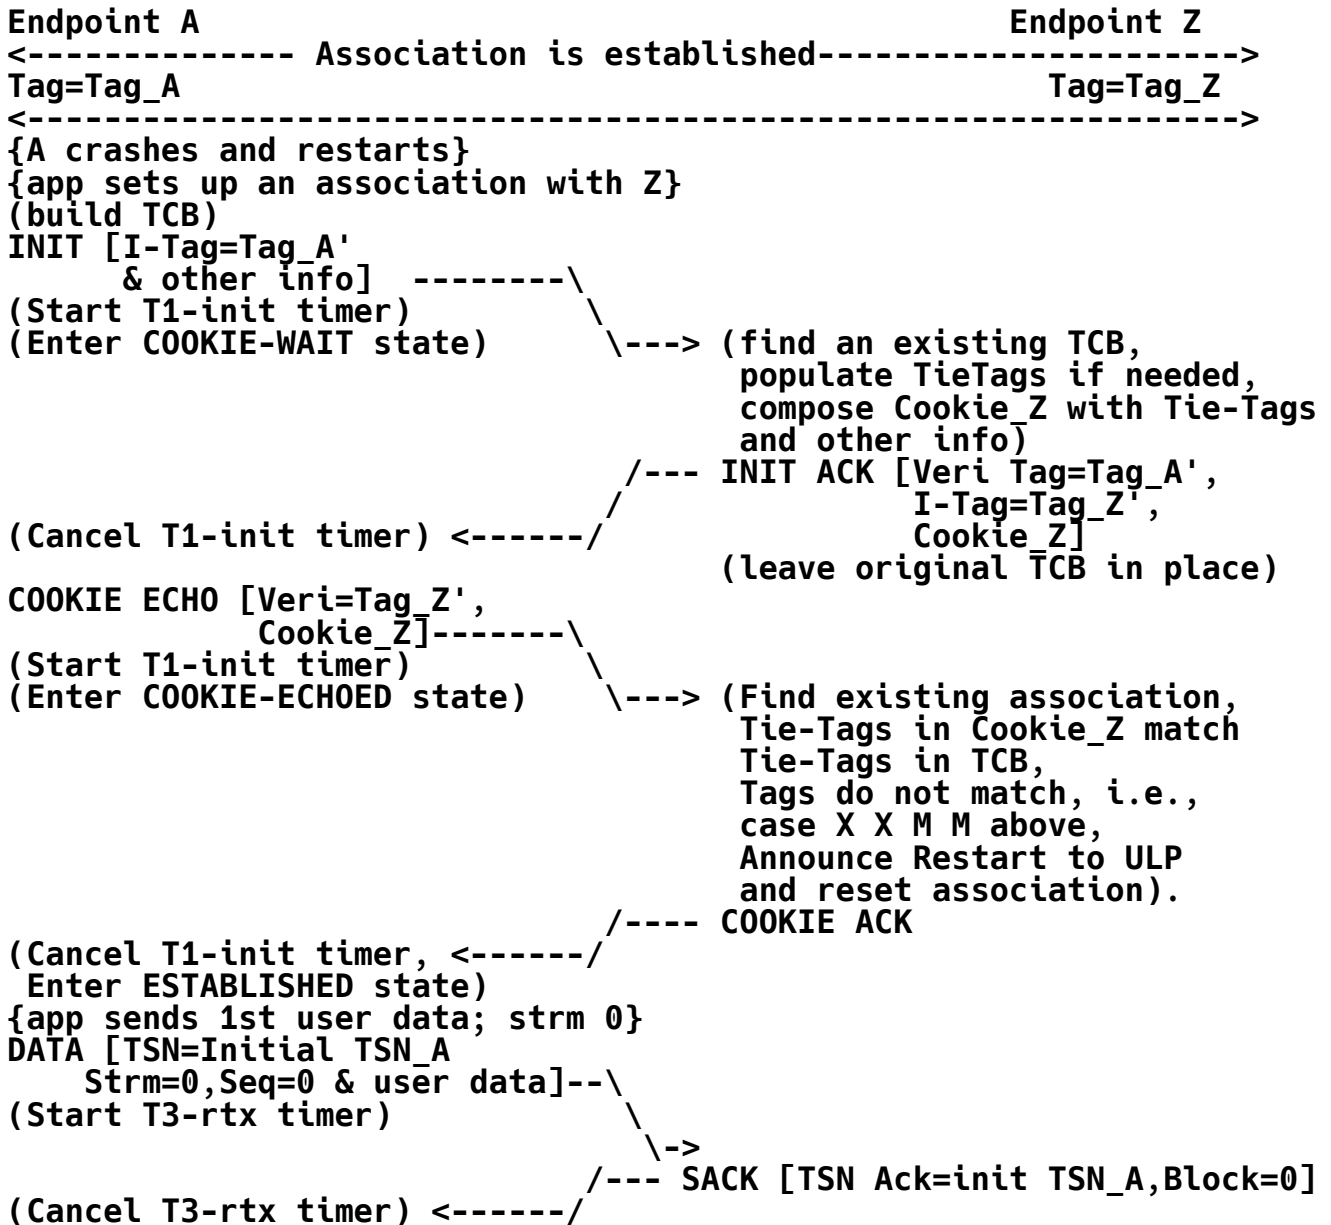 Endpoint A                                          Endpoint Z
<-------------- Association is established---------------------->
Tag=Tag_A                                             Tag=Tag_Z
<--------------------------------------------------------------->
{A crashes and restarts}
{app sets up an association with Z}
(build TCB)
INIT [I-Tag=Tag_A'
      & other info]  --------\
(Start T1-init timer)         \
(Enter COOKIE-WAIT state)      \---> (find an existing TCB,
                                      populate TieTags if needed,
                                      compose Cookie_Z with Tie-Tags
                                      and other info)
                                /--- INIT ACK [Veri Tag=Tag_A',
                               /               I-Tag=Tag_Z',
(Cancel T1-init timer) <------/                Cookie_Z]
                                     (leave original TCB in place)
COOKIE ECHO [Veri=Tag_Z',
             Cookie_Z]-------\
(Start T1-init timer)         \
(Enter COOKIE-ECHOED state)    \---> (Find existing association,
                                      Tie-Tags in Cookie_Z match
                                      Tie-Tags in TCB,
                                      Tags do not match, i.e.,
                                      case X X M M above,
                                      Announce Restart to ULP
                                      and reset association).
                               /---- COOKIE ACK
(Cancel T1-init timer, <------/
 Enter ESTABLISHED state)
{app sends 1st user data; strm 0}
DATA [TSN=Initial TSN_A
    Strm=0,Seq=0 & user data]--\
(Start T3-rtx timer)            \
                                 \->
                              /--- SACK [TSN Ack=init TSN_A,Block=0]
(Cancel T3-rtx timer) <------/